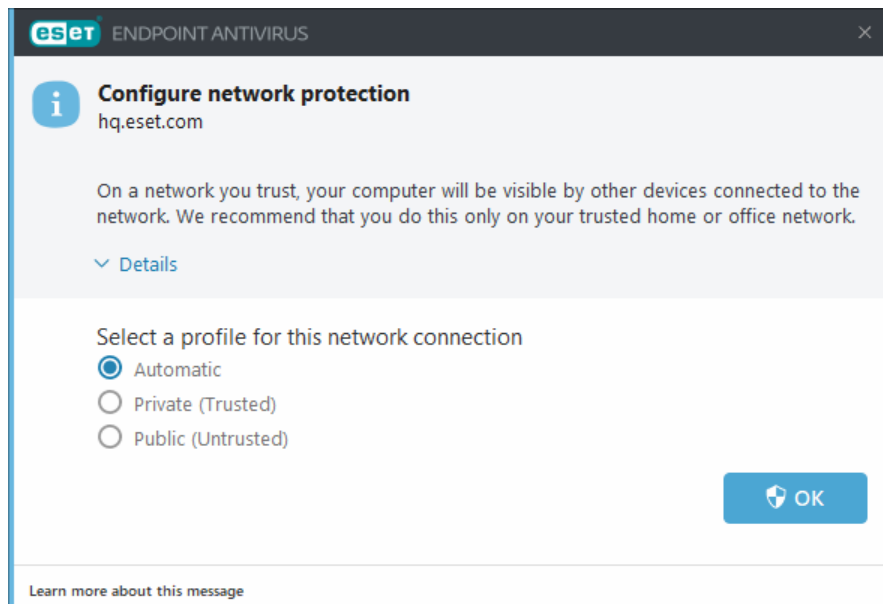 eset ENDPOINT ANTIVIRUS
Configure network protection
hq.eset.com
On a network you trust, your computer will be visible by other devices connected to the
network. We recommend that you do this only on your trusted home or office network.
Details
Select a profile for this network connection
Automatic
Private (Trusted)
Public (Untrusted)
OK
Learn more about this message